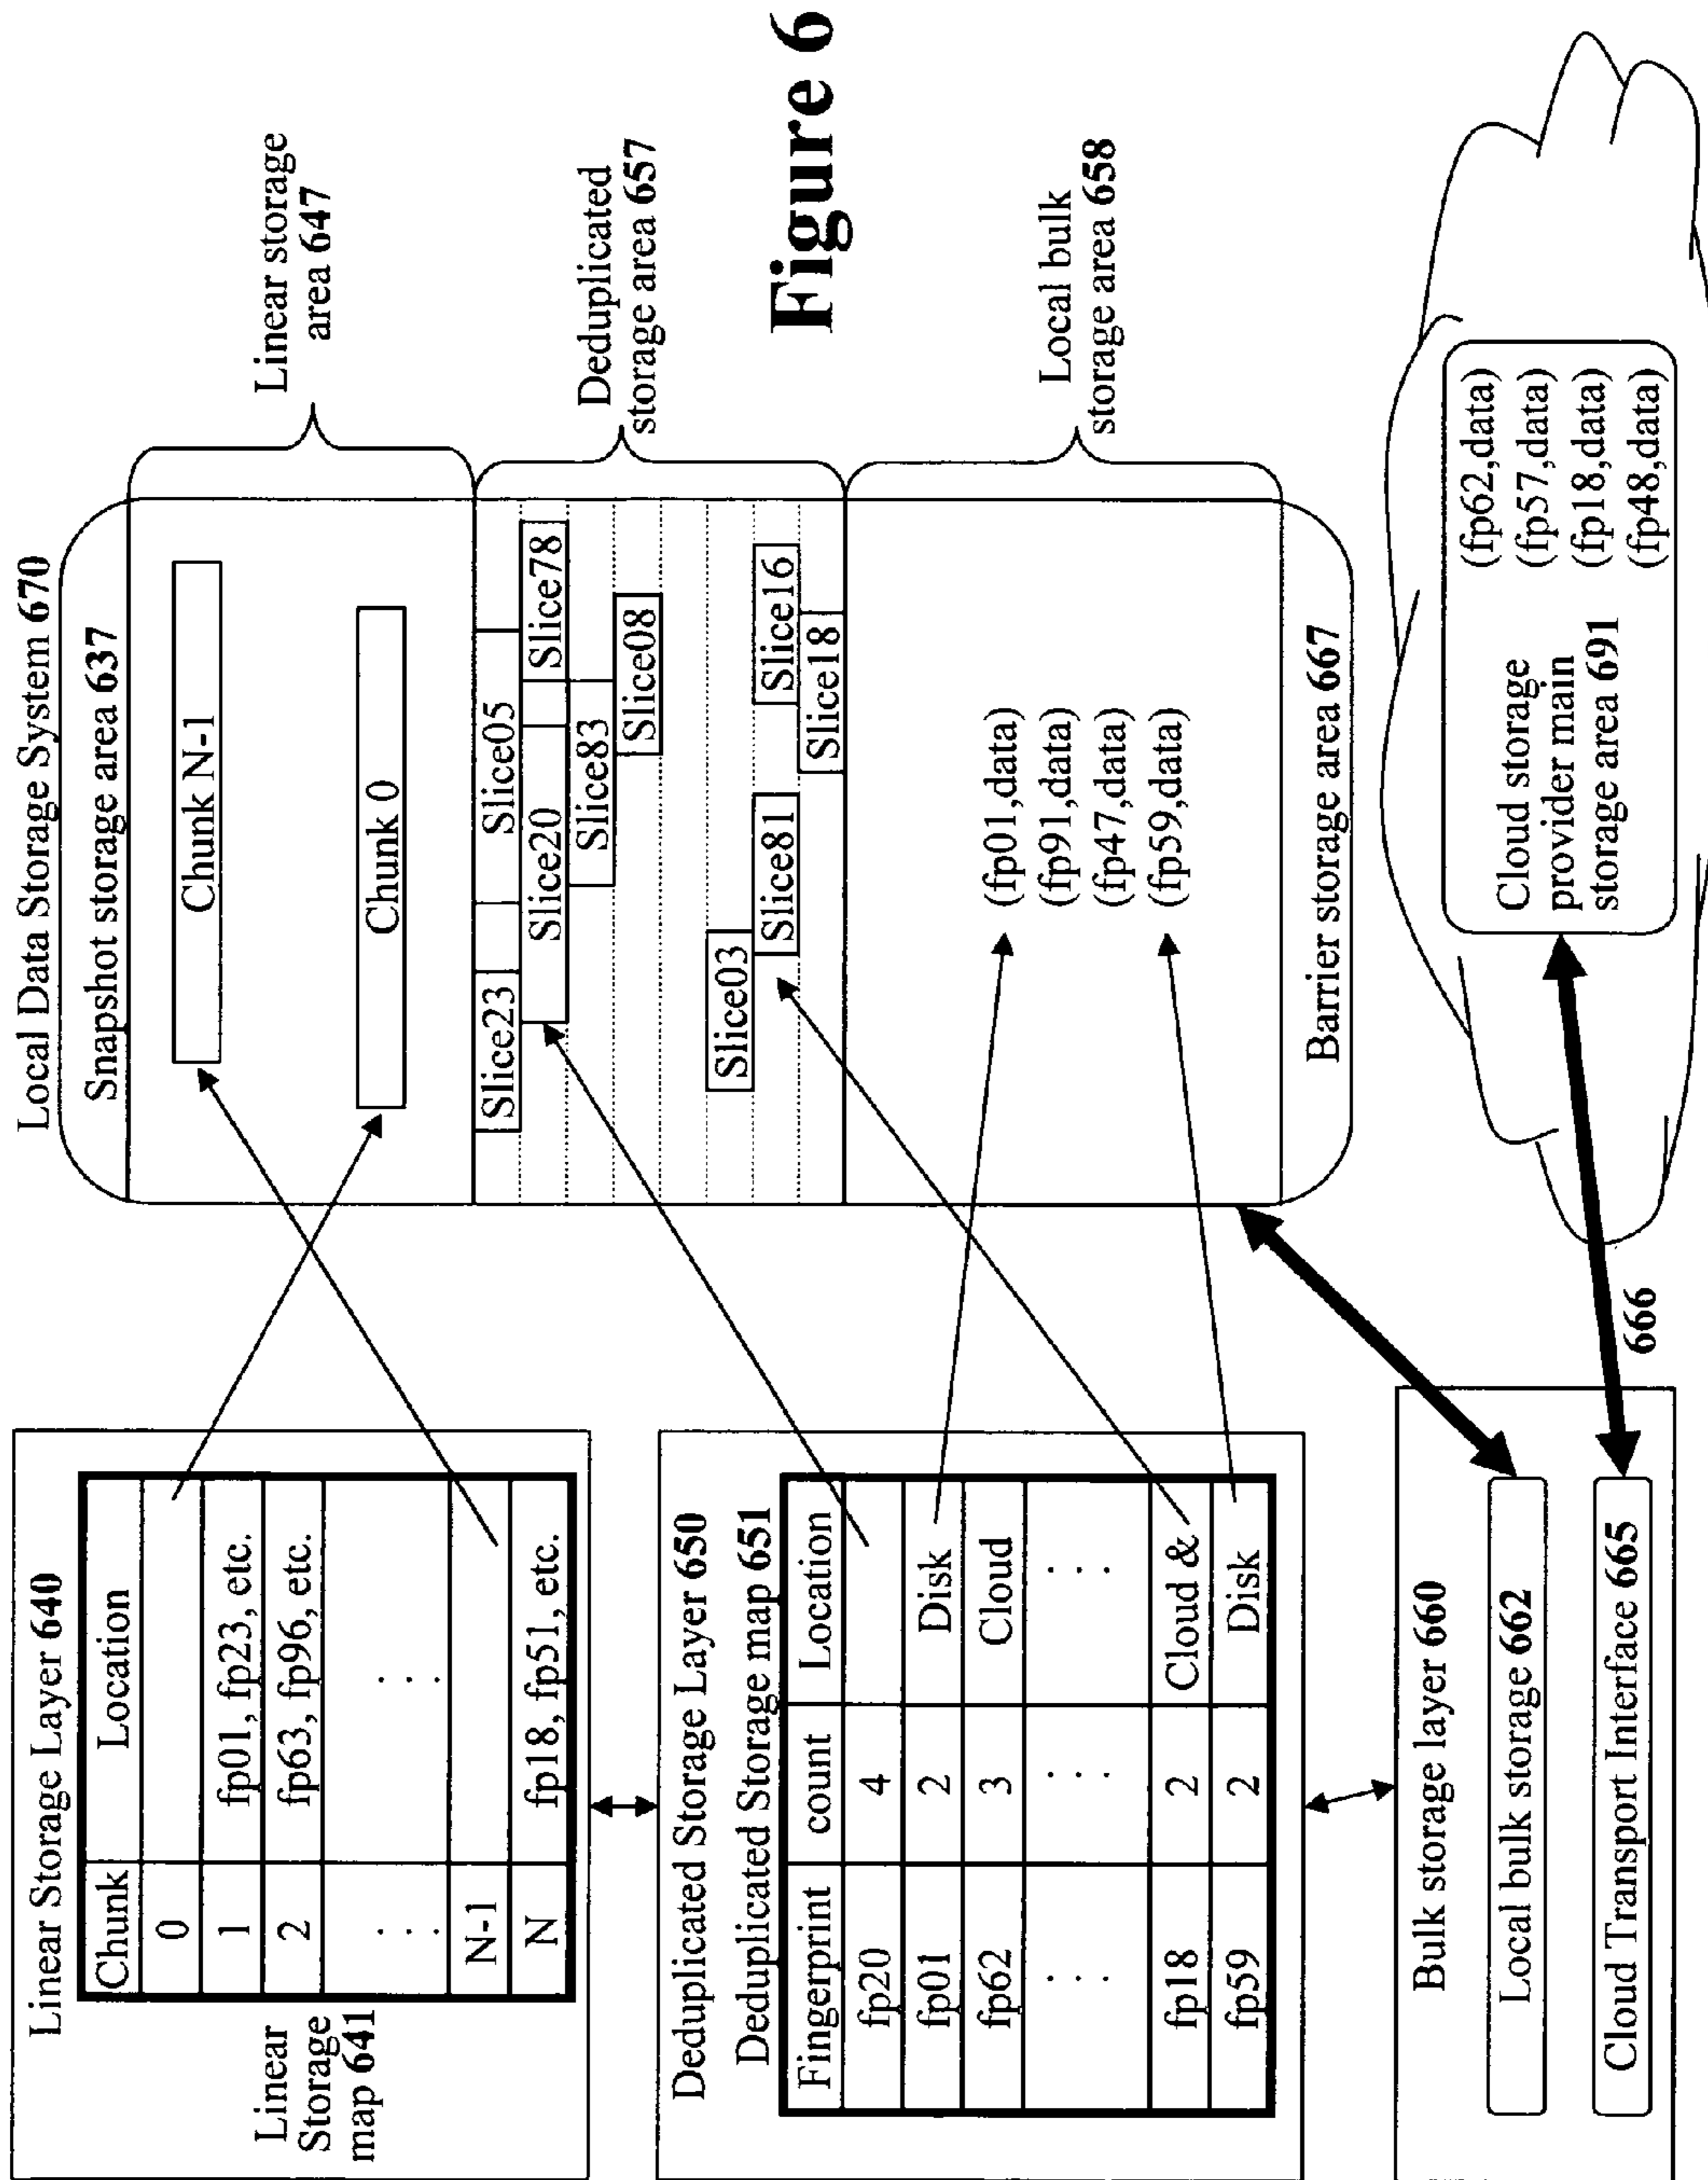 Linear Storage Layer 640
Chunk Location
0
1 fp01, fp23, etc.
2 fp63, fp96, etc.
. . . . . .
N-1
N fp18, fp51, etc.
Linear
Storage
map 641
Deduplicated Storage Layer 650
Deduplicated Storage map 651
Fingerprint count Location
fp20 4
fp01 2 Disk
fp62 3 Cloud
. . . . . . . . .
fp18 2 Cloud &
fp59 2 Disk
Bulk storage layer 660
Local bulk storage 662
Cloud Transport Interface 665
666
Local Data Storage System 670
Snapshot storage area 637
Chunk N-1
Chunk 0
Slice23 Slice05
Slice20 Slice78
Slice83
Slice08
Slice03
Slice81 Slice16
Slice18
(fp01,data)
(fp91,data)
(fp47,data)
(fp59,data)
Barrier storage area 667
Linear storage
area 647
Deduplicated
storage area 657
Local bulk
storage area 658
Cloud storage
provider main
storage area 691
(fp62,data)
(fp57,data)
(fp18,data)
(fp48,data)
Figure 6